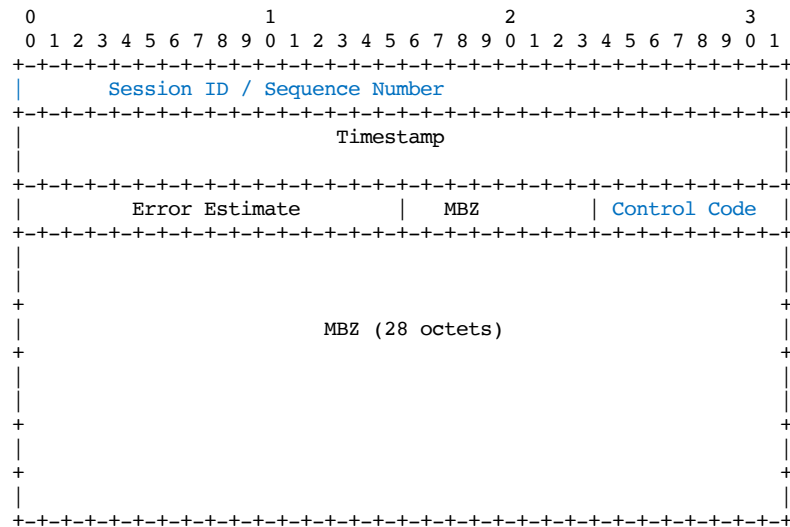 0                   1                   2                   3
 0 1 2 3 4 5 6 7 8 9 0 1 2 3 4 5 6 7 8 9 0 1 2 3 4 5 6 7 8 9 0 1
+-+-+-+-+-+-+-+-+-+-+-+-+-+-+-+-+-+-+-+-+-+-+-+-+-+-+-+-+-+-+-+-+
|       Session ID / Sequence Number                            |
+-+-+-+-+-+-+-+-+-+-+-+-+-+-+-+-+-+-+-+-+-+-+-+-+-+-+-+-+-+-+-+-+
|                          Timestamp                            |
|                                                               |
+-+-+-+-+-+-+-+-+-+-+-+-+-+-+-+-+-+-+-+-+-+-+-+-+-+-+-+-+-+-+-+-+
|         Error Estimate        |   MBZ         | Control Code  |
+-+-+-+-+-+-+-+-+-+-+-+-+-+-+-+-+-+-+-+-+-+-+-+-+-+-+-+-+-+-+-+-+
|                                                               |
|                                                               |
+                                                               +
|                         MBZ (28 octets)                       |
+                                                               +
|                                                               |
|                                                               |
+                                                               +
|                                                               |
+                                                               +
|                                                               |
+-+-+-+-+-+-+-+-+-+-+-+-+-+-+-+-+-+-+-+-+-+-+-+-+-+-+-+-+-+-+-+-+